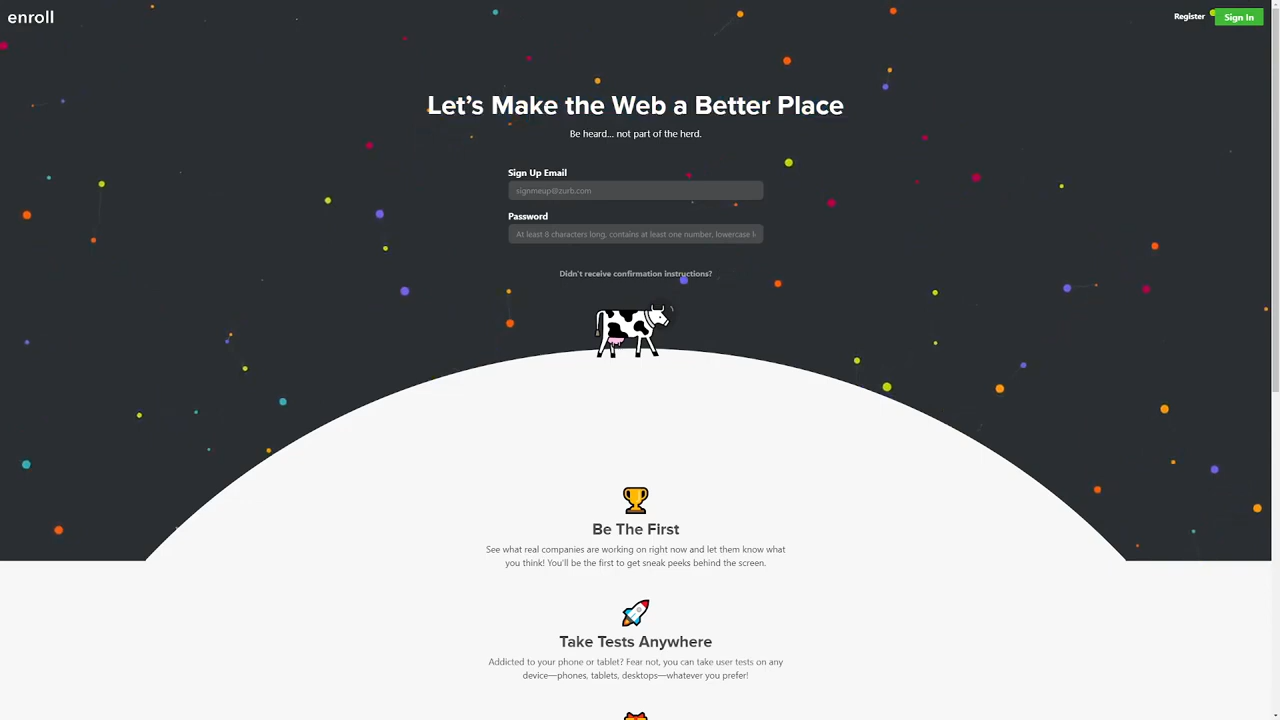 enroll
Register
Sign In
Let's Make the Web a Better Place
Be heard... not part of the herd.
Sign Up Email
signmeup@zurb.com
Password
At least 8 characters long, contains at least one number, lowercase
Didn't receive confirmation instructions?
Be The First
See what real companies are working on right now and let them know what
you think! You'll be the first to get sneak peeks behind the screen.
Take Tests Anywhere
Addicted to your phone or tablet? Fear not, you can take user tests on any
device—phones, tablets, desktops—whatever you prefer!